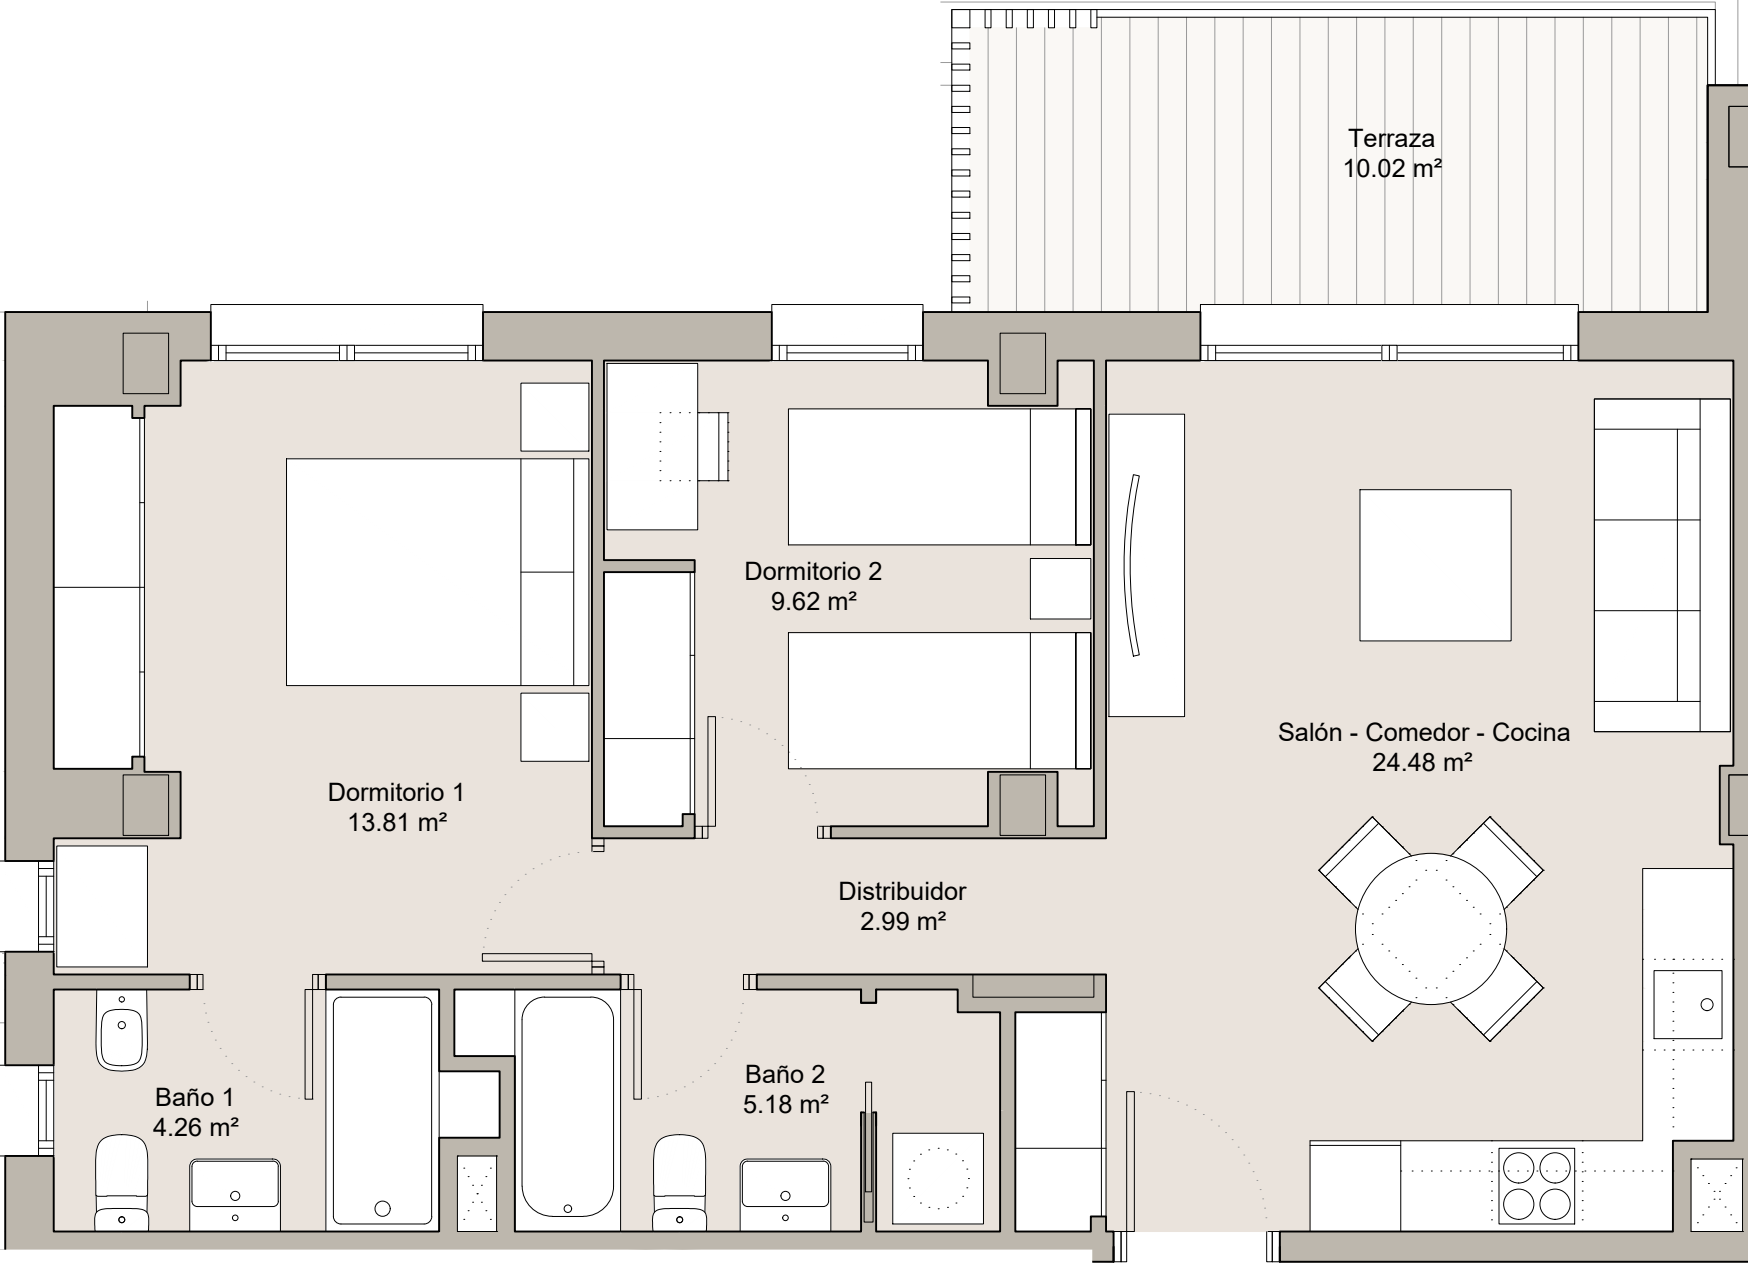 Terraza
10.02 m²
Dormitorio 2
9.62 m²
Salón - Comedor - Cocina
24.48 m²
Dormitorio 1
13.81 m²
Distribuidor
2.99 m²
Baño 2
5.18 m²
Baño 1
4.26 m²